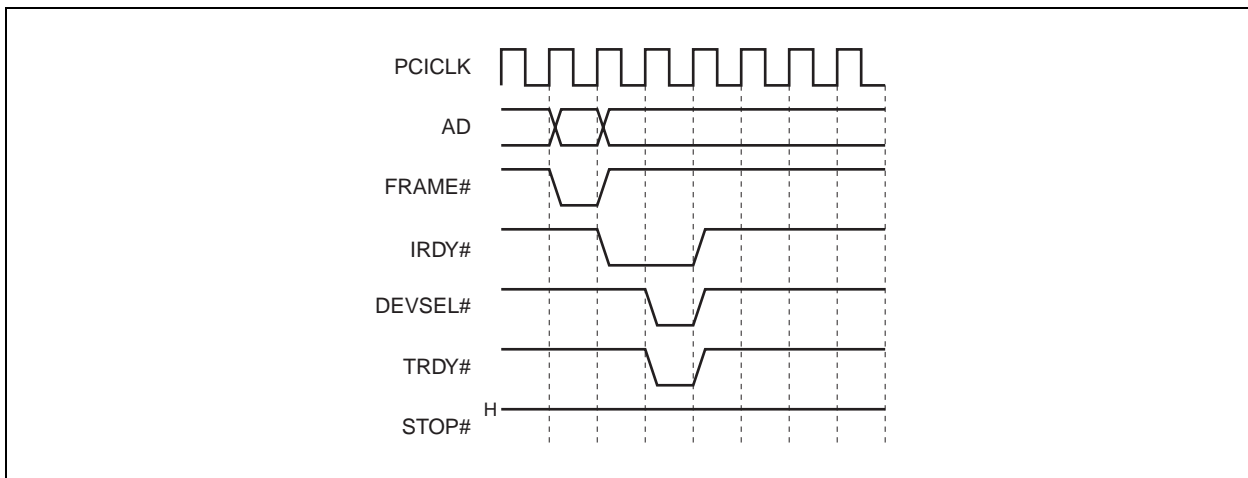 PCICLK
AD
FRAME#
IRDY#
DEVSEL#
TRDY#
H
STOP#